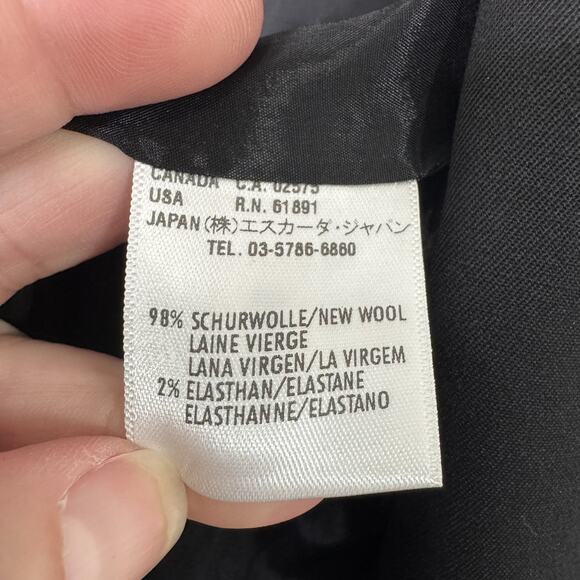 CANADA C.A. 02575
USA R.N. 61891
JAPAN (株)エスカーダ・ジャパン
TEL. 03-5786-6860
98% SCHURWOLLE/NEW WOOL
LAINE VIERGE
LANA VIRGEN/LA VIRGEM
2% ELASTHAN/ELASTANE
ELASTHANNE/ELASTANO